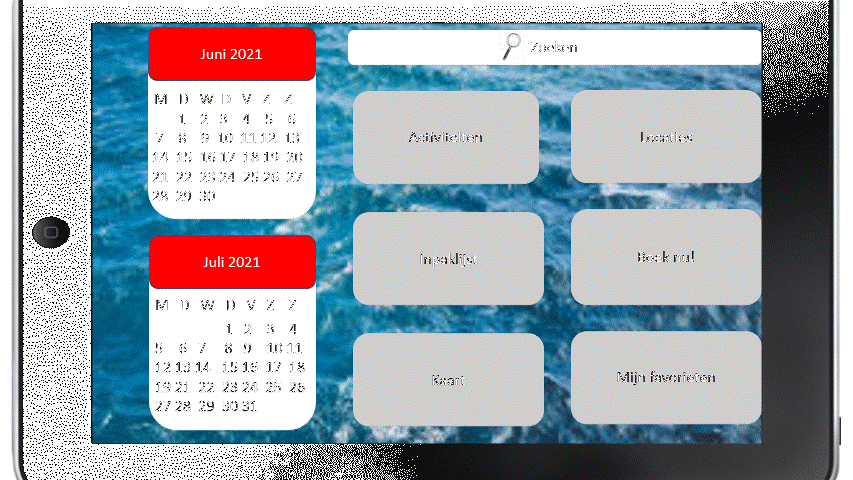 Juni 2021
M D W D V Z Z
1 2 3 4 5 6
7 8 9 10 11 12 13
14 15 16 17 18 19 20
21 22 23 24 25 26 27
28 29 30
Juli 2021
M D W D V Z Z
1 2 3 4
5 6 7 8 9 10 11
12 13 14 15 16 17 18
19 21 22 23 24 25 26
27 28 29 30 31
Zoeken
Activiteiten
Locaties
Inpaklijst
Boek nu!
Kaart
Mijn favorieten